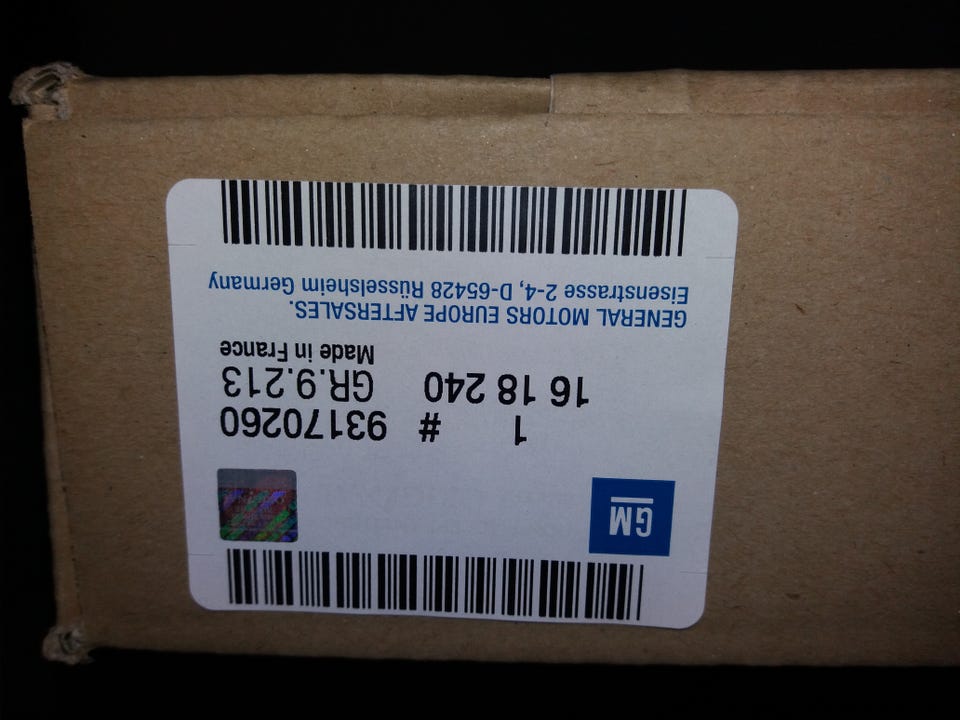 GM
1 # 93170260
16 18 240 GR.9.213
Made in France
GENERAL MOTORS EUROPE AFTERSALES.
Eisenstrasse 2-4, D-65428 Rüsselsheim Germany